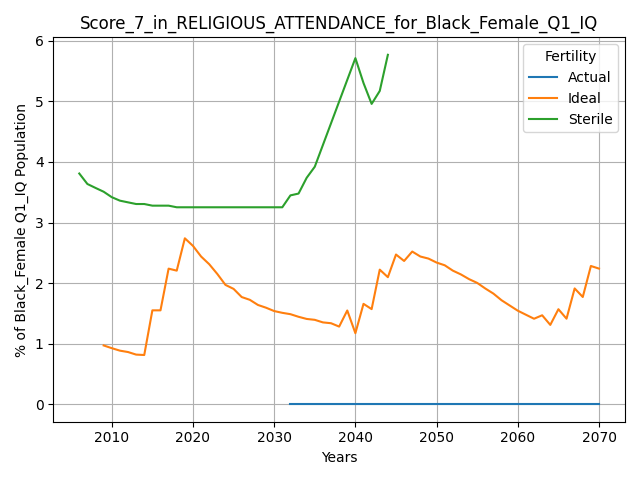 Score_7_in_RELIGIOUS_ATTENDANCE_for_Black_Female_Q1_IQ
Fertility
Actual
Ideal
Sterile
% of Black_Female Q1_IQ Population
6
5
4
3
2
1
0
2010 2020 2030 2040 2050 2060 2070
Years